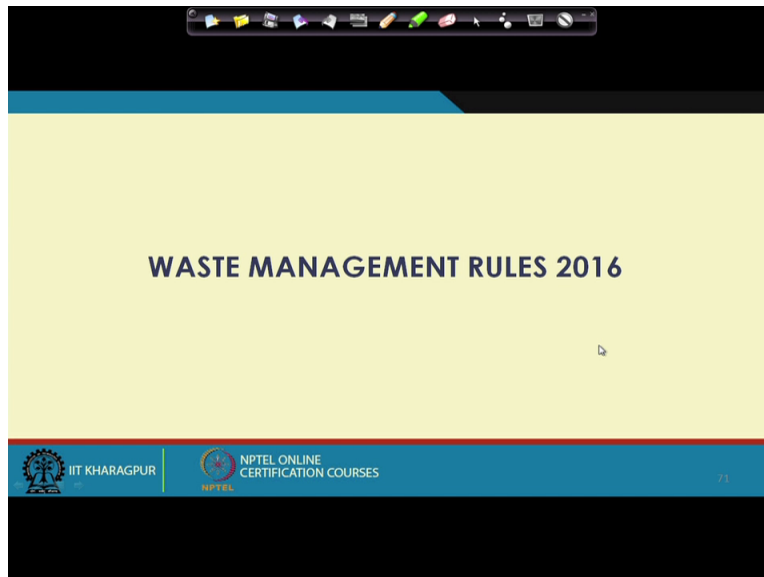 WASTE MANAGEMENT RULES 2016
IIT KHARAGPUR
NPTEL
NPTEL ONLINE
CERTIFICATION COURSES
71